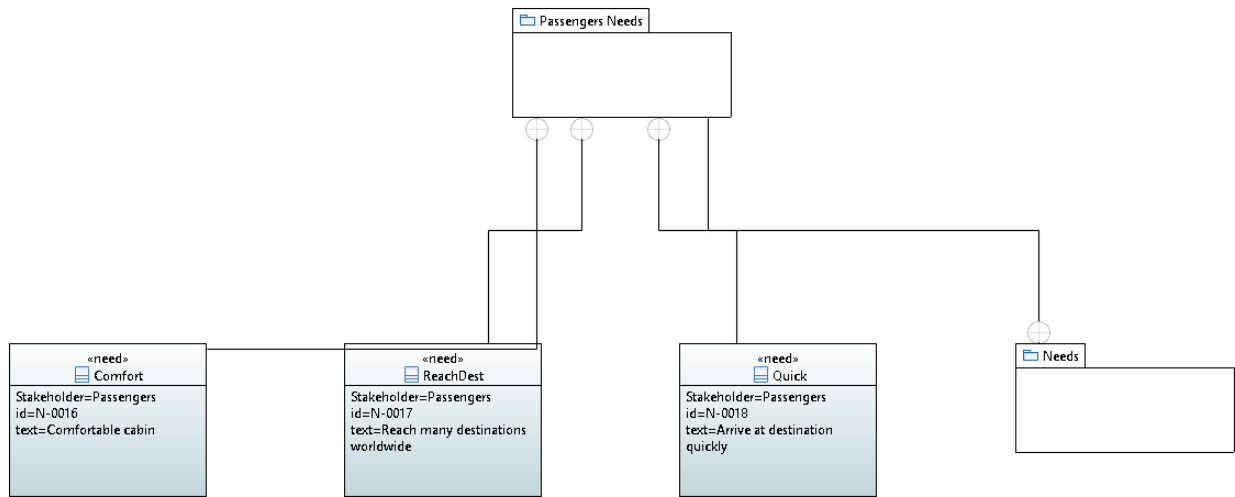 Passengers Needs
«need»
Comfort
Stakeholder=Passengers
id=N-0016
text=Comfortable cabin
«need»
ReachDest
Stakeholder=Passengers
id=N-0017
text=Reach many destinations
worldwide
«need»
Quick
Stakeholder=Passengers
id=N-0018
text=Arrive at destination
quickly
Needs